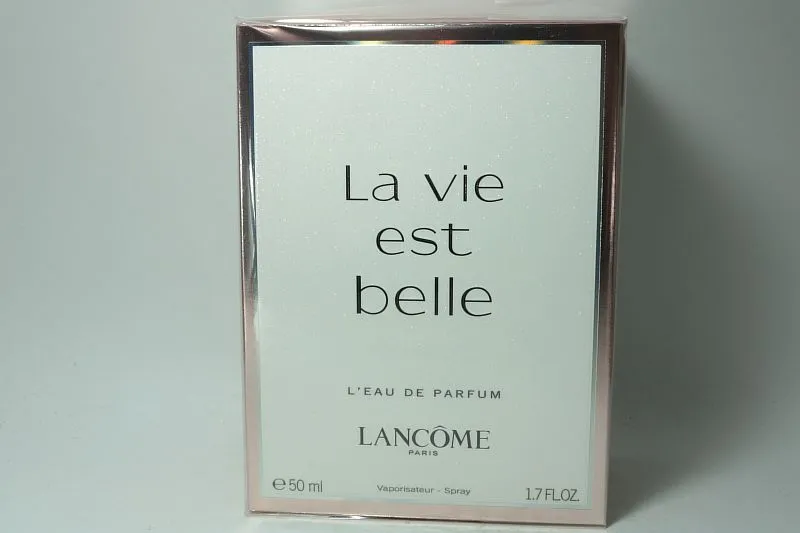 La vie
est
belle
L'EAU DE PARFUM
LANCÔME
PARIS
℮50 ml Vaporisateur - Spray 1.7 FL.OZ.